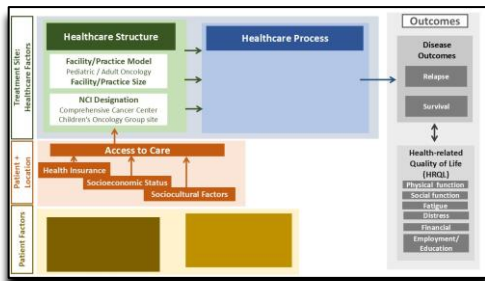 Treatment Site:
Healthcare Factors
Healthcare Structure
Facility/Practice Model
Pediatric / Adult Oncology
Facility/Practice Size
NCI Designation
Comprehensive Cancer Center
Children's Oncology Group site
Healthcare Process
Outcomes
Disease
Outcomes
Relapse
Survival
Health-related
Quality of Life
(HRQL)
Physical function
Social function
Fatigue
Distress
Financial
Employment/
Education
Patient +
Location
Access to Care
Health Insurance
Socioeconomic Status
Sociocultural Factors
Patient Factors